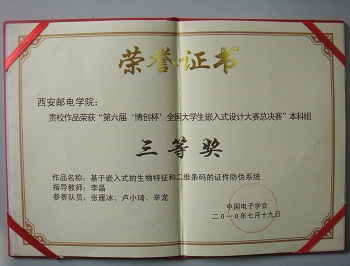 荣誉证书
西安邮电学院：
贵校作品荣获“第六届‘博创杯’全国大学生嵌入式设计大赛总决赛”本科组
三等奖
作品名称：基于嵌入式的生物特征和二维条码的证件防伪系统
指导教师：李晶
参赛队员：张雁冰、卢小琦、辛龙
中国电子学会
二〇一〇年七月十九日